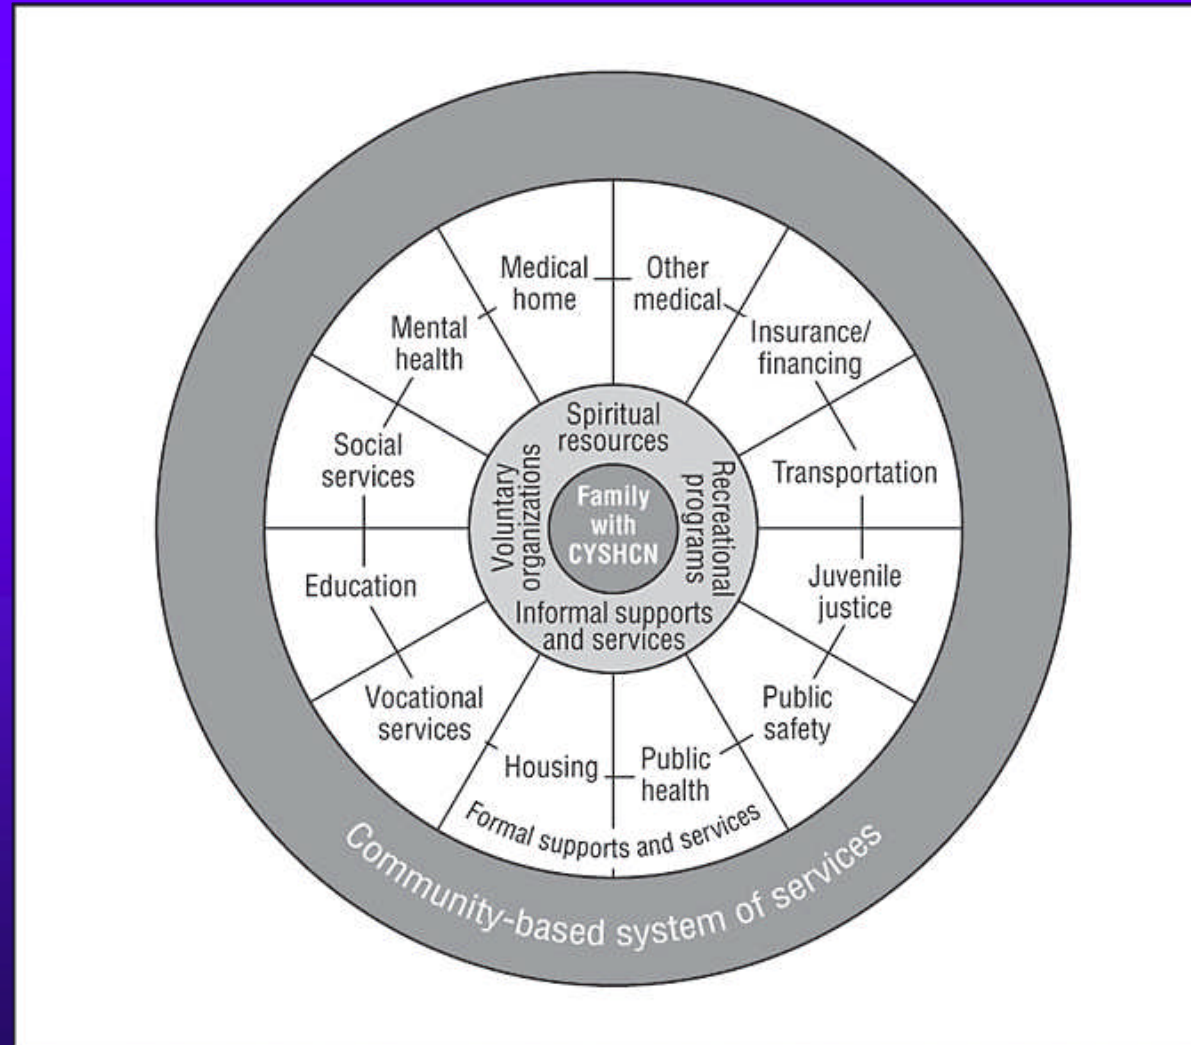 Medical
home
Other
medical
Insurance/
financing
Transportation
Juvenile
justice
Public
safety
Public
health
Housing
Vocational
services
Education
Social
services
Mental
health
Formal supports and services
Spiritual
resources
Recreational
programs
Informal supports
and services
Voluntary
organizations
Family
with
CYSHCN
Community-based system of services